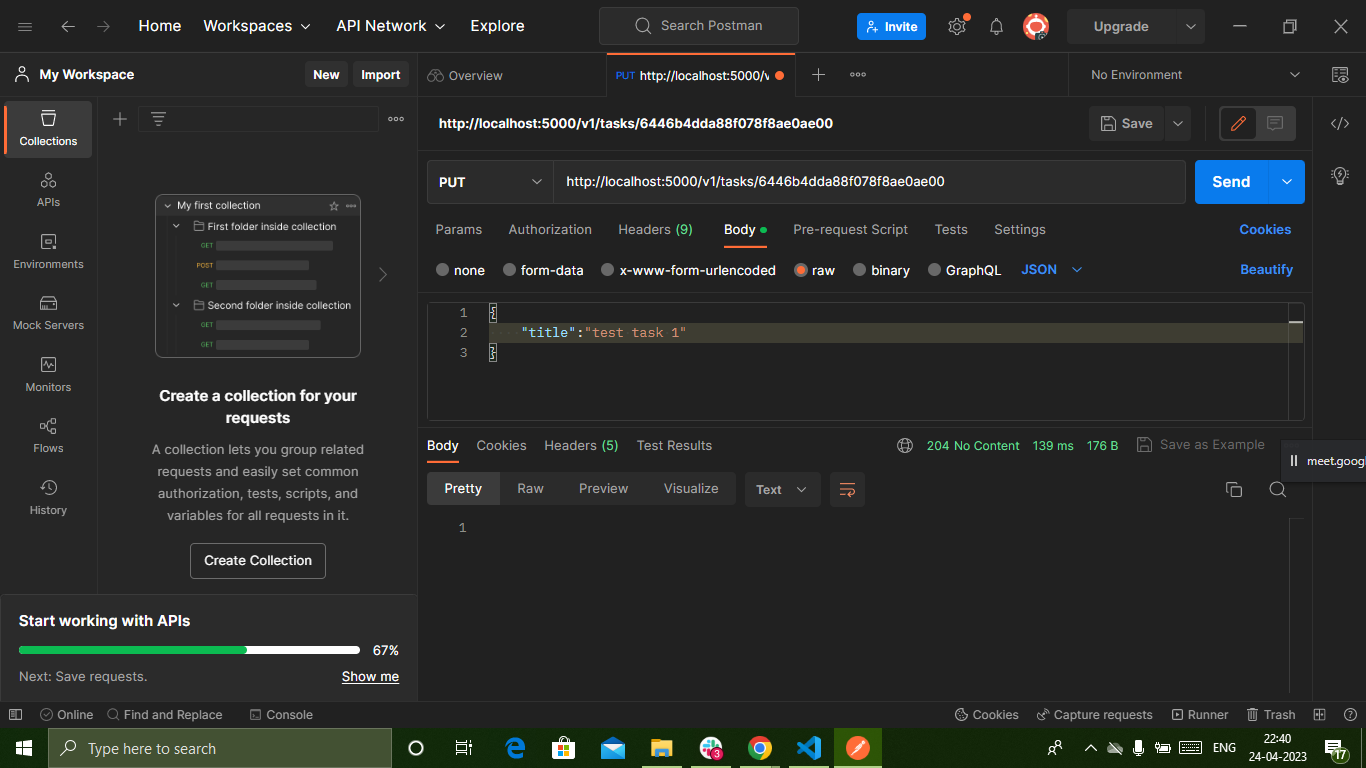 Home Workspaces API Network Explore Search Postman Invite Upgrade
My Workspace New Import Overview PUT http://localhost:5000/v No Environment
http://localhost:5000/v1/tasks/6446b4dda88f078f8ae0ae00 Save
PUT http://localhost:5000/v1/tasks/6446b4dda88f078f8ae0ae00 Send
Params Authorization Headers (9) Body Pre-request Script Tests Settings Cookies
none form-data x-www-form-urlencoded raw binary GraphQL JSON Beautify
1 {
2 "title":"test task 1"
3 }
Body Cookies Headers (5) Test Results 204 No Content 139 ms 176 B Save as Example
meet.googl
Pretty Raw Preview Visualize Text
1
Collections
APIs
Environments
Mock Servers
Monitors
Flows
History
My first collection
First folder inside collection
GET
POST
GET
Second folder inside collection
GET
GET
Create a collection for your
requests
A collection lets you group related
requests and easily set common
authorization, tests, scripts, and
variables for all requests in it.
Create Collection
Start working with APIs
67%
Next: Save requests. Show me
Online Find and Replace Console Cookies Capture requests Runner Trash
Type here to search 3 ENG 22:40
24-04-2023 17